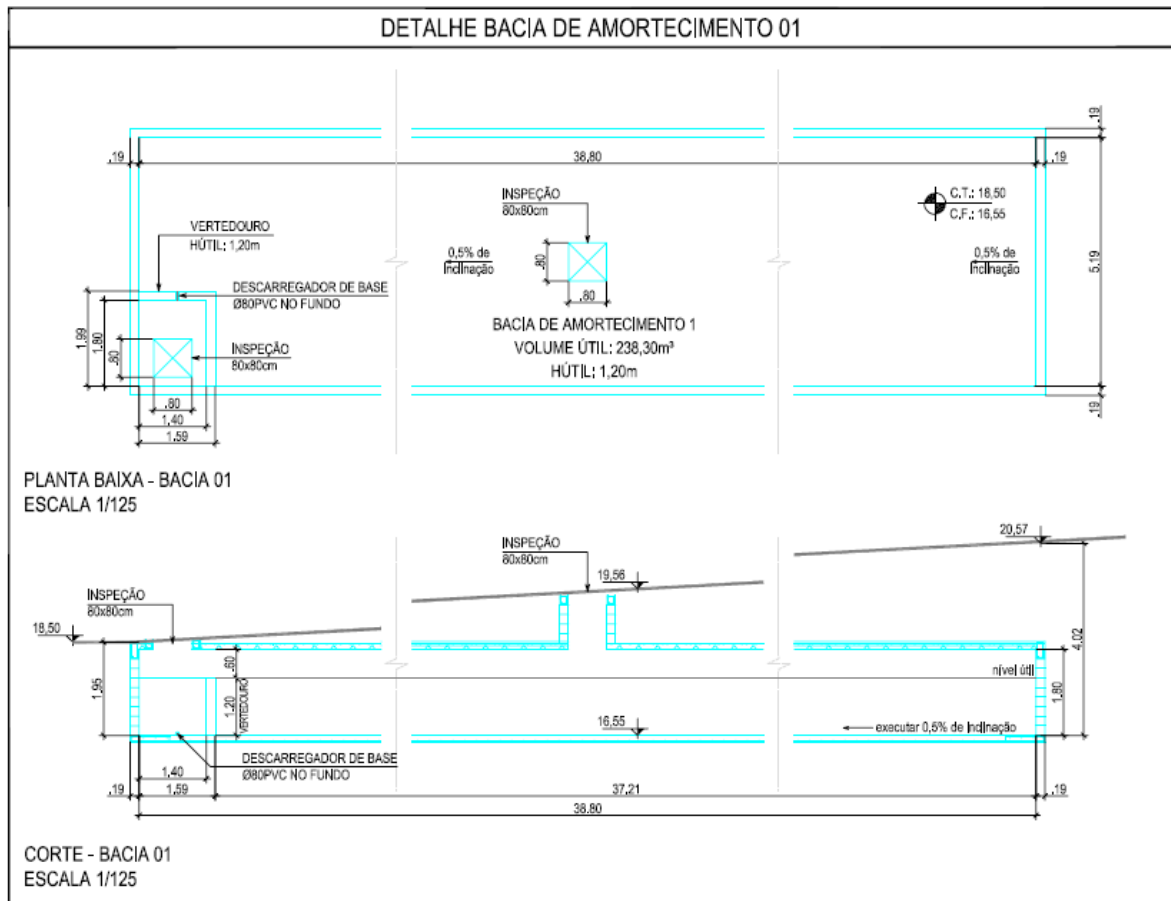 DETALHE BACIA DE AMORTECIMENTO 01
.19
.19
38,80
.19
INSPEÇÃO
80x80cm
C.T.: 18,50
C.F.: 16,55
VERTEDOURO
HÚTIL: 1,20m
0,5% de
inclinação
.80
0,5% de
inclinação
5.19
DESCARREGADOR DE BASE
Ø80PVC NO FUNDO
.80
1,99
1.80
.80
INSPEÇÃO
80x80cm
BACIA DE AMORTECIMENTO 1
VOLUME ÚTIL: 238,30m³
HÚTIL: 1,20m
.80
1,40
1.59
.19
PLANTA BAIXA - BACIA 01
ESCALA 1/125
20,57
INSPEÇÃO
80x80cm
19,56
INSPEÇÃO
80x80cm
18,50
4.02
1.95
.60
1.20
VERTEDOURO
nível útil
1.80
16,55
executar 0,5% de inclinação
DESCARREGADOR DE BASE
Ø80PVC NO FUNDO
1,40
.19
1,59
37,21
.19
38.80
CORTE - BACIA 01
ESCALA 1/125